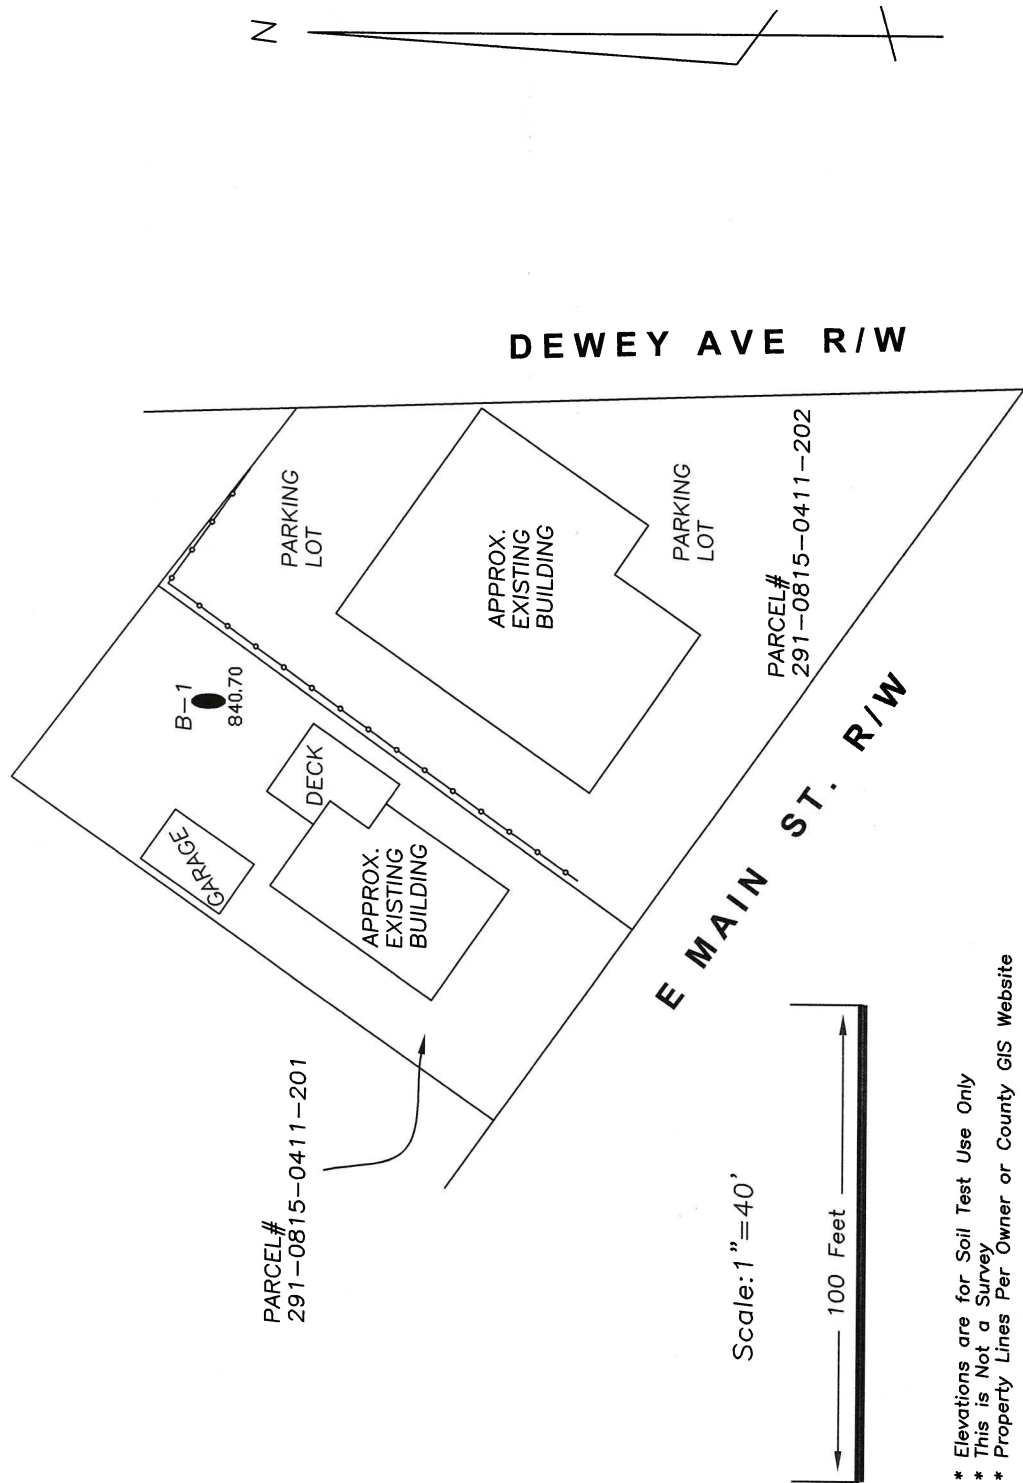 N
DEWEY AVE R/W
PARKING
LOT
B-1
840.70
APPROX.
EXISTING
BUILDING
PARKING
LOT
PARCEL#
291-0815-0411-202
DECK
GARAGE
APPROX.
EXISTING
BUILDING
E MAIN ST. R/W
PARCEL#
291-0815-0411-201
Scale:1"=40'
100 Feet
* Elevations are for Soil Test Use Only
* This is Not a Survey
* Property Lines Per Owner or County GIS Website